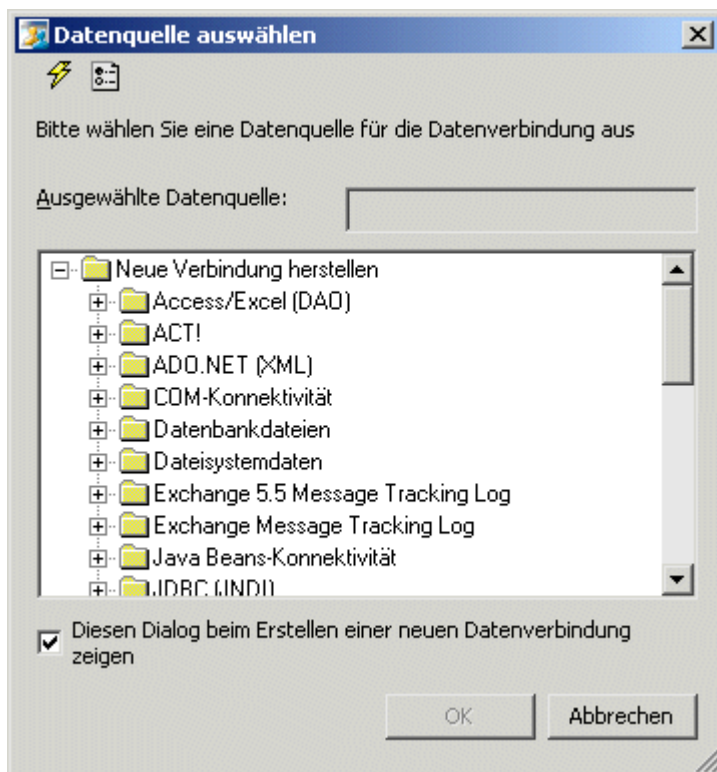 Datenquelle auswählen
Bitte wählen Sie eine Datenquelle für die Datenverbindung aus
Ausgewählte Datenquelle:
Neue Verbindung herstellen
Access/Excel (DAO)
ACT!
ADO.NET (XML)
COM-Konnektivität
Datenbankdateien
Dateisystemdaten
Exchange 5.5 Message Tracking Log
Exchange Message Tracking Log
Java Beans-Konnektivität
JDBC (JNDI)
Diesen Dialog beim Erstellen einer neuen Datenverbindung
zeigen
OK
Abbrechen